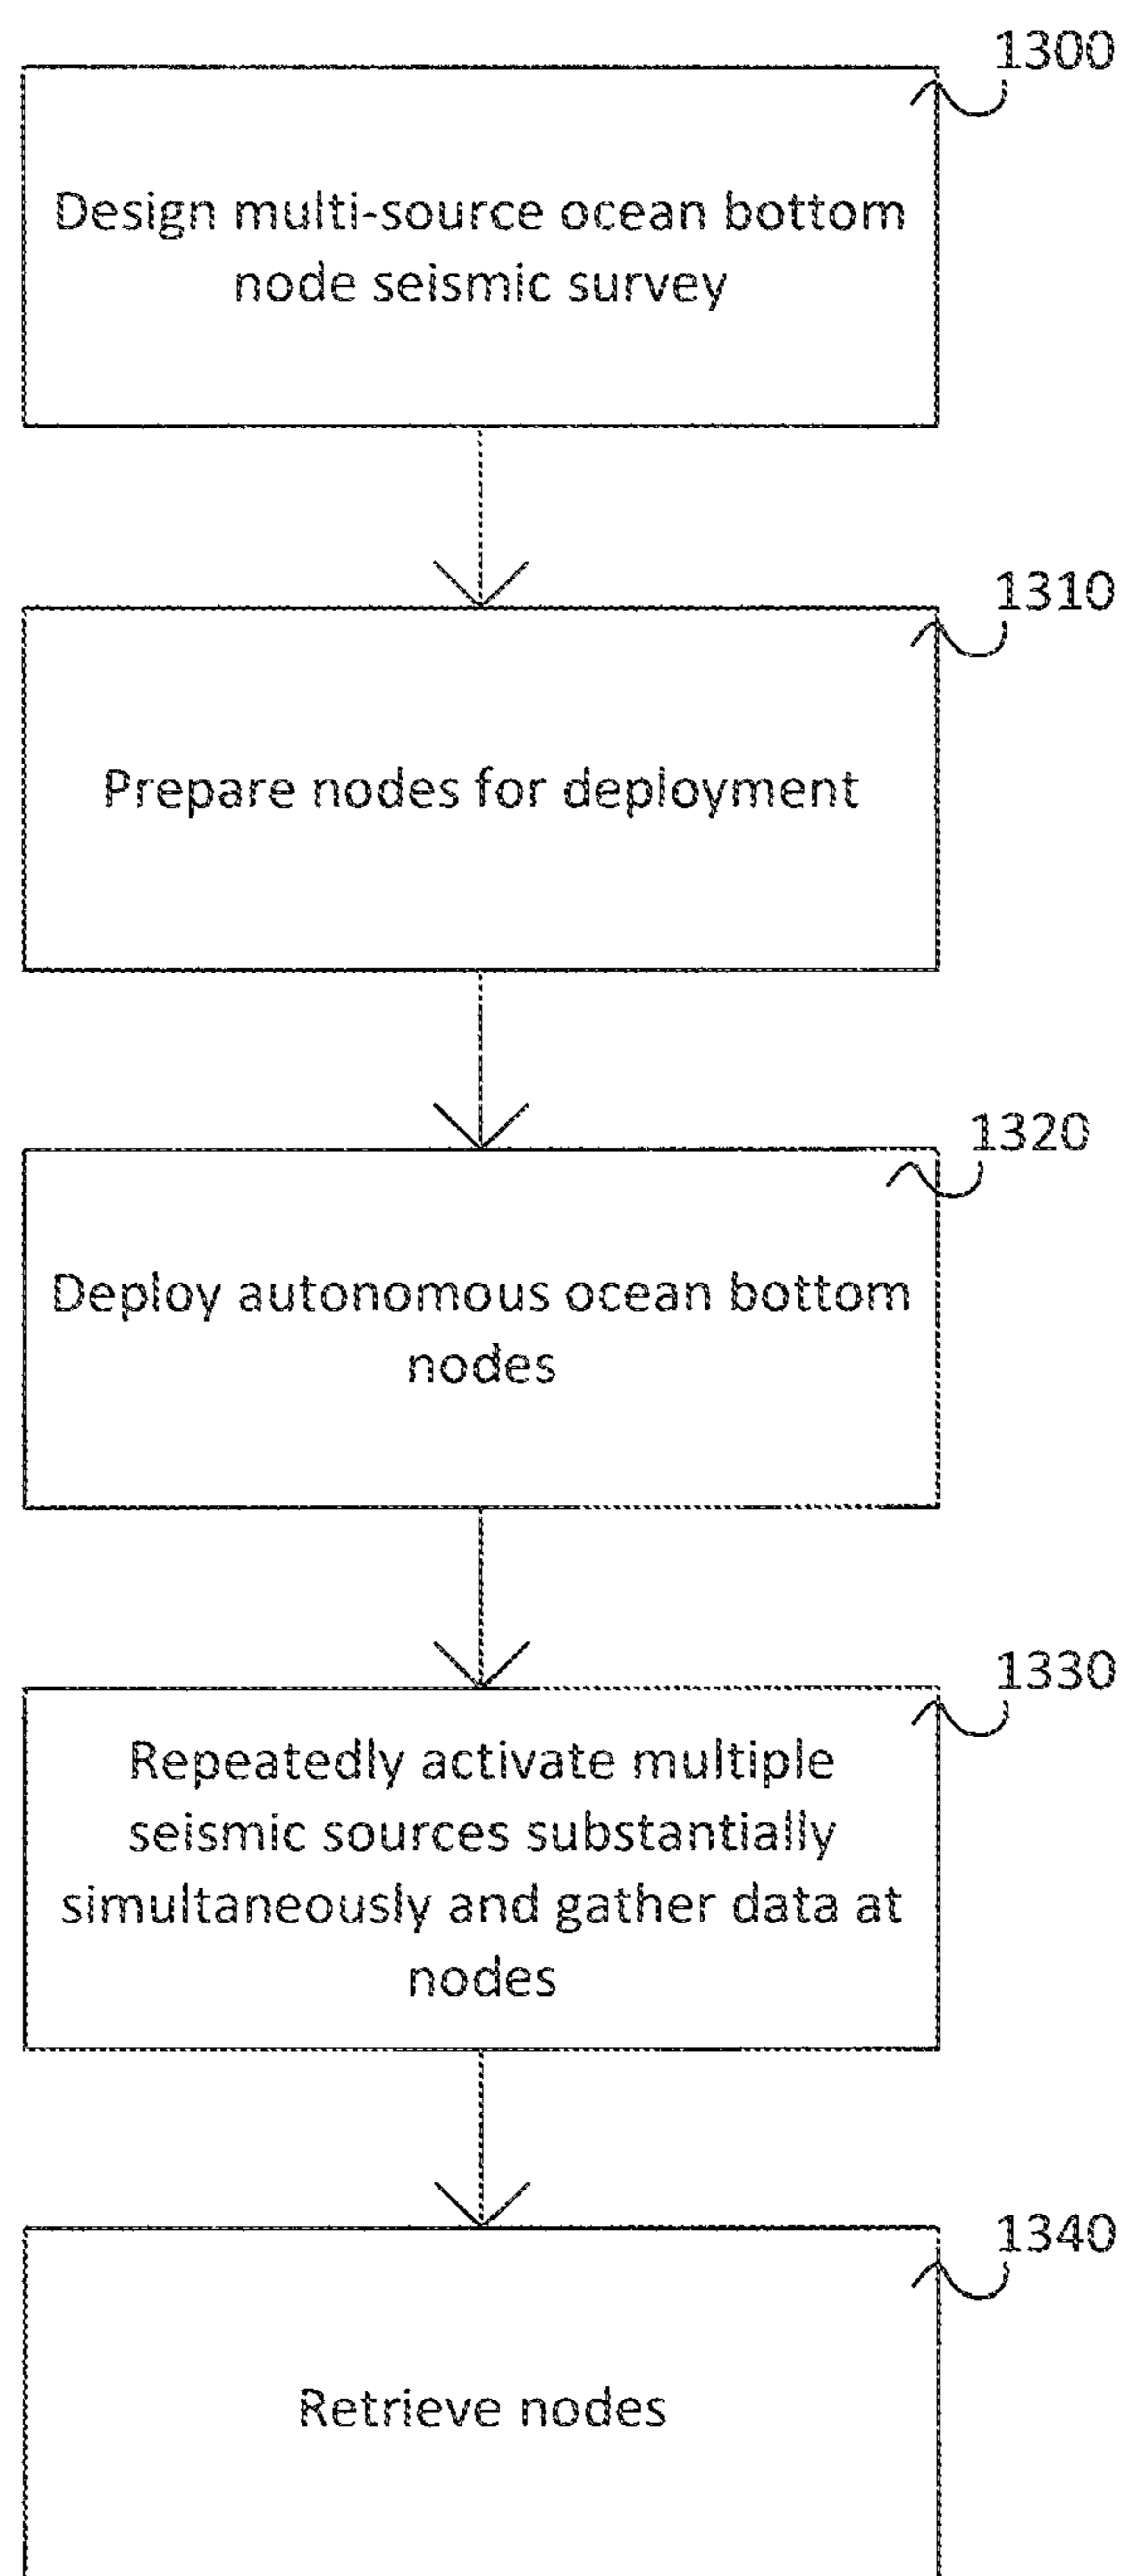 1300
Design multi-source ocean bottom
node seismic survey
1310
Prepare nodes for deployment
1320
Deploy autonomous ocean bottom
nodes
1330
Repeatedly activate multiple
seismic sources substantially
simultaneously and gather data at
nodes
1340
Retrieve nodes